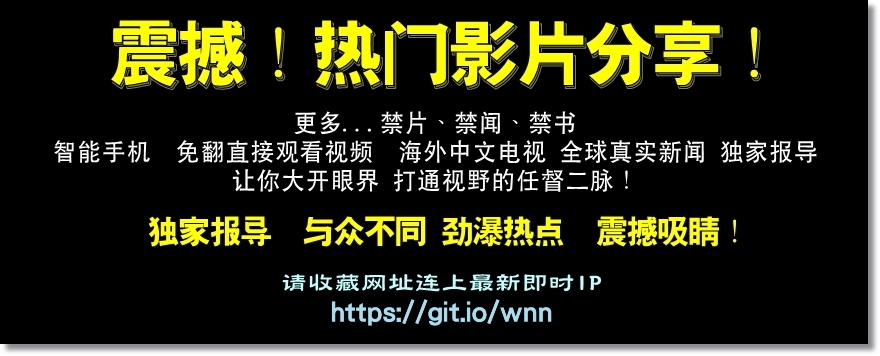 震撼！热门影片分享！
更多...禁片、禁闻、禁书
智能手机 免翻直接观看视频 海外中文电视 全球真实新闻 独家报导
让你大开眼界 打通视野的任督二脉！
独家报导 与众不同 劲瀑热点 震撼吸睛！
请收藏网址连上最新即时IP
https://git.io/wnn